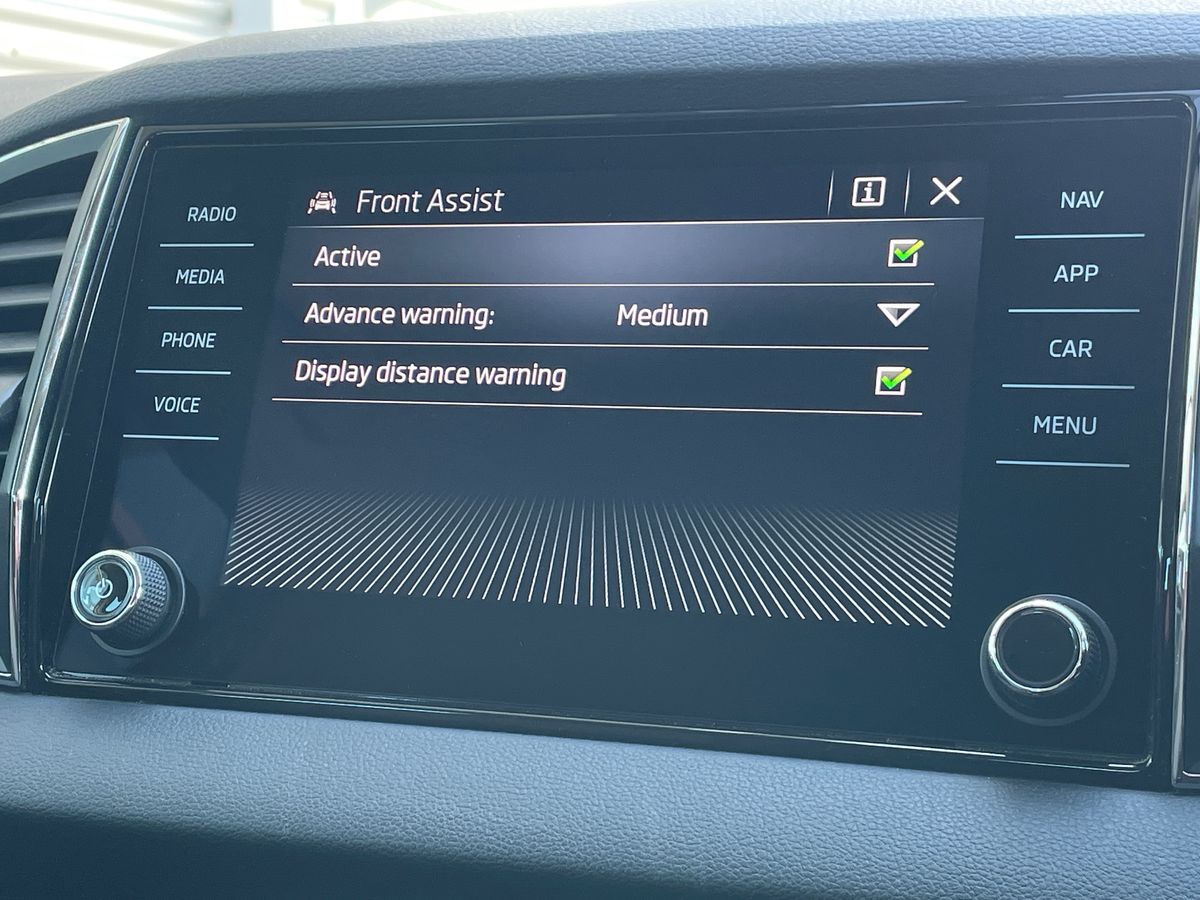 RADIO
MEDIA
PHONE
VOICE
Front Assist
i
Active
Advance warning: Medium
Display distance warning
NAV
APP
CAR
MENU